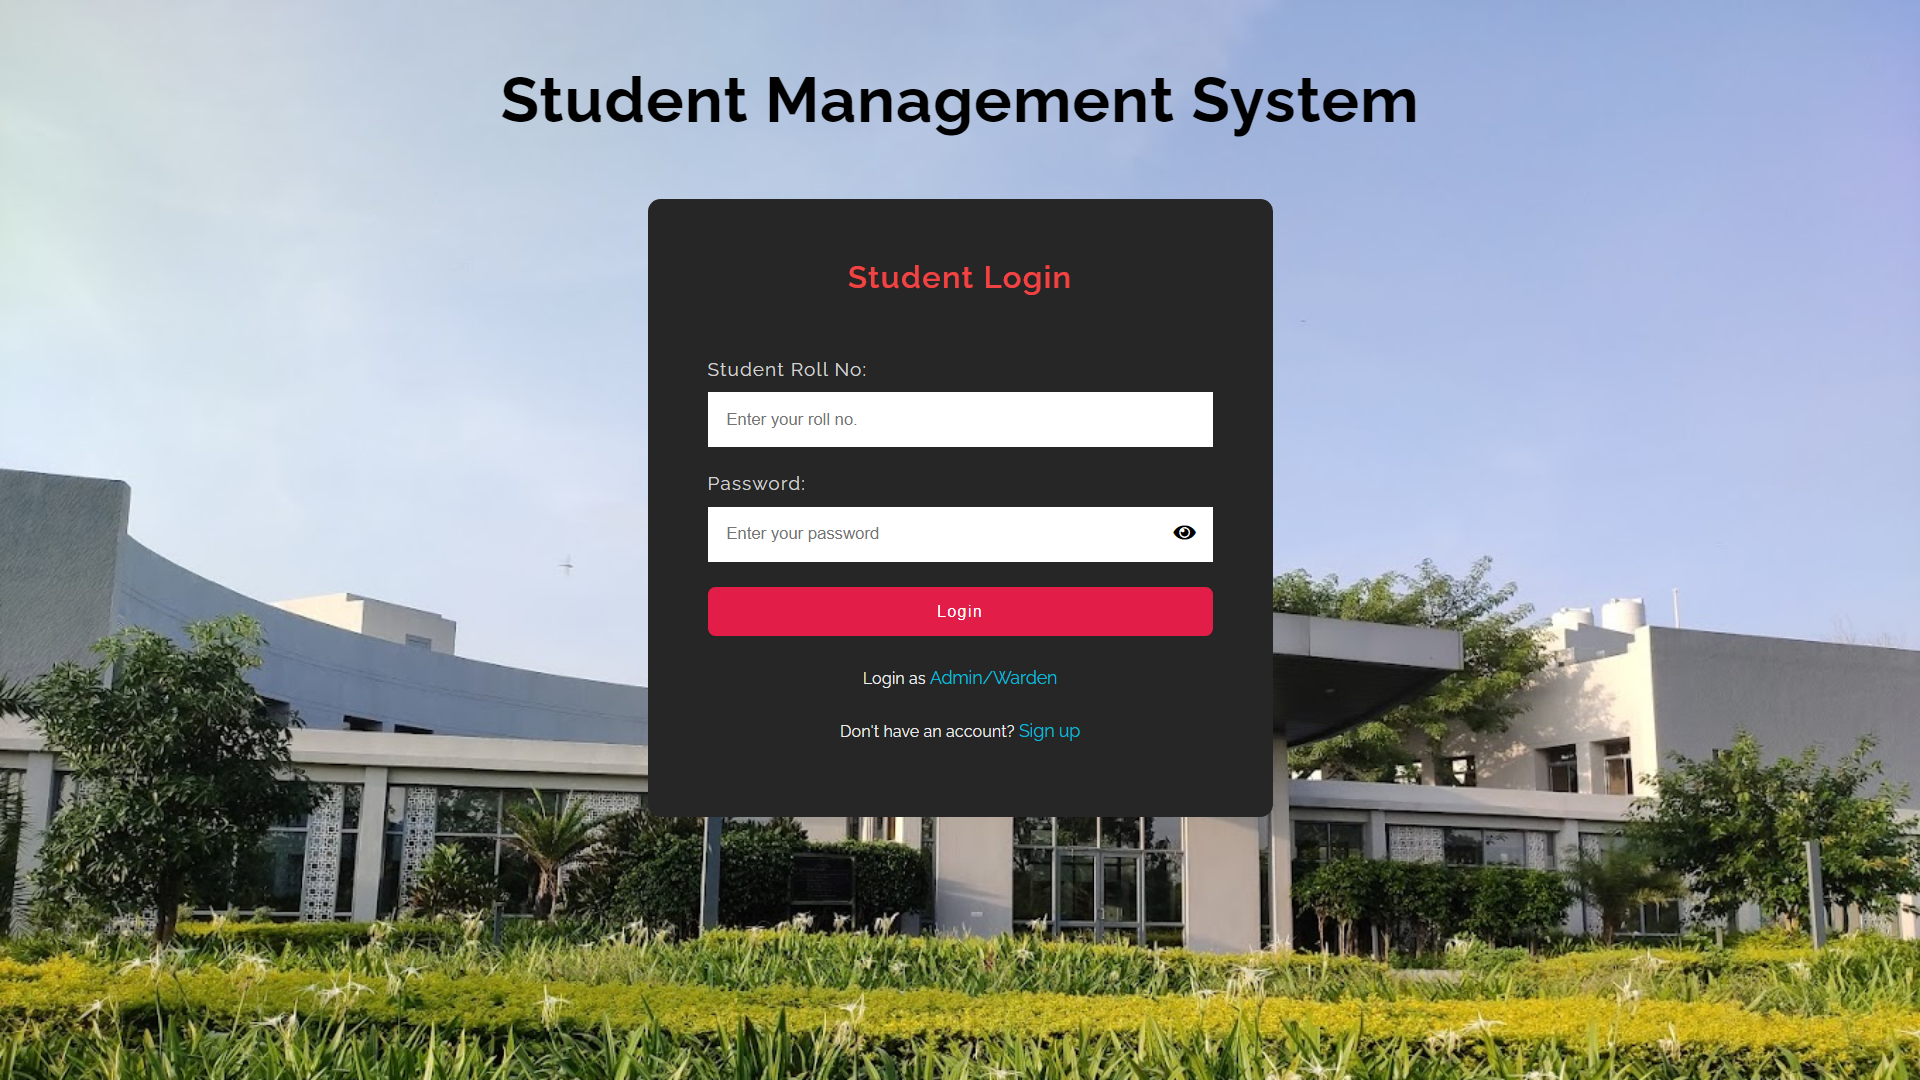 Student Management System
Student Login
Student Roll No:
Enter your roll no.
Password:
Enter your password
Login
Login as Admin/Warden
Don't have an account? Sign up